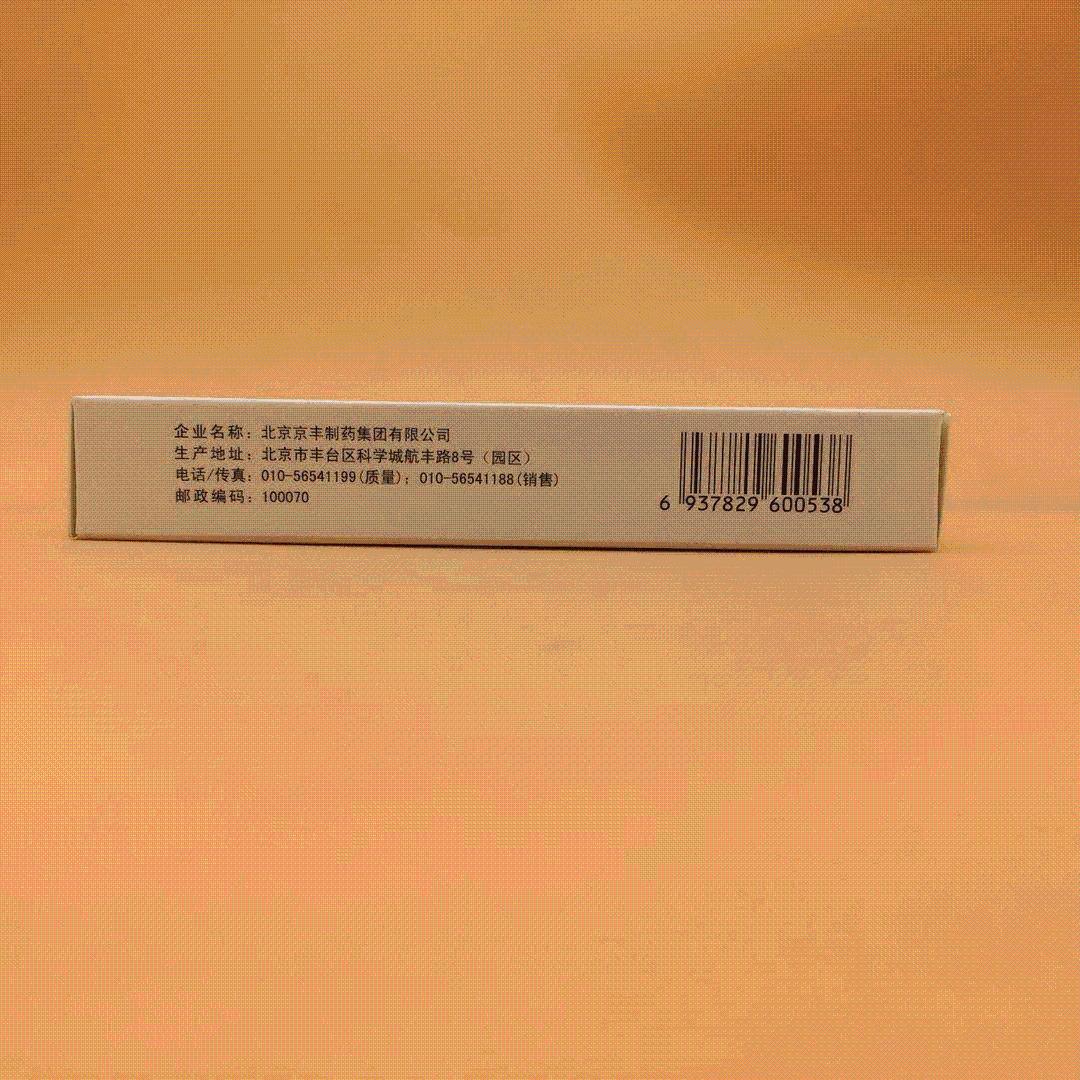 企业名称：北京京丰制药集团有限公司
生产地址：北京市丰台区科学城航丰路8号（园区）
电话/传真：010-56541199(质量)；010-56541188(销售)
邮政编码：100070
6 937829 600538